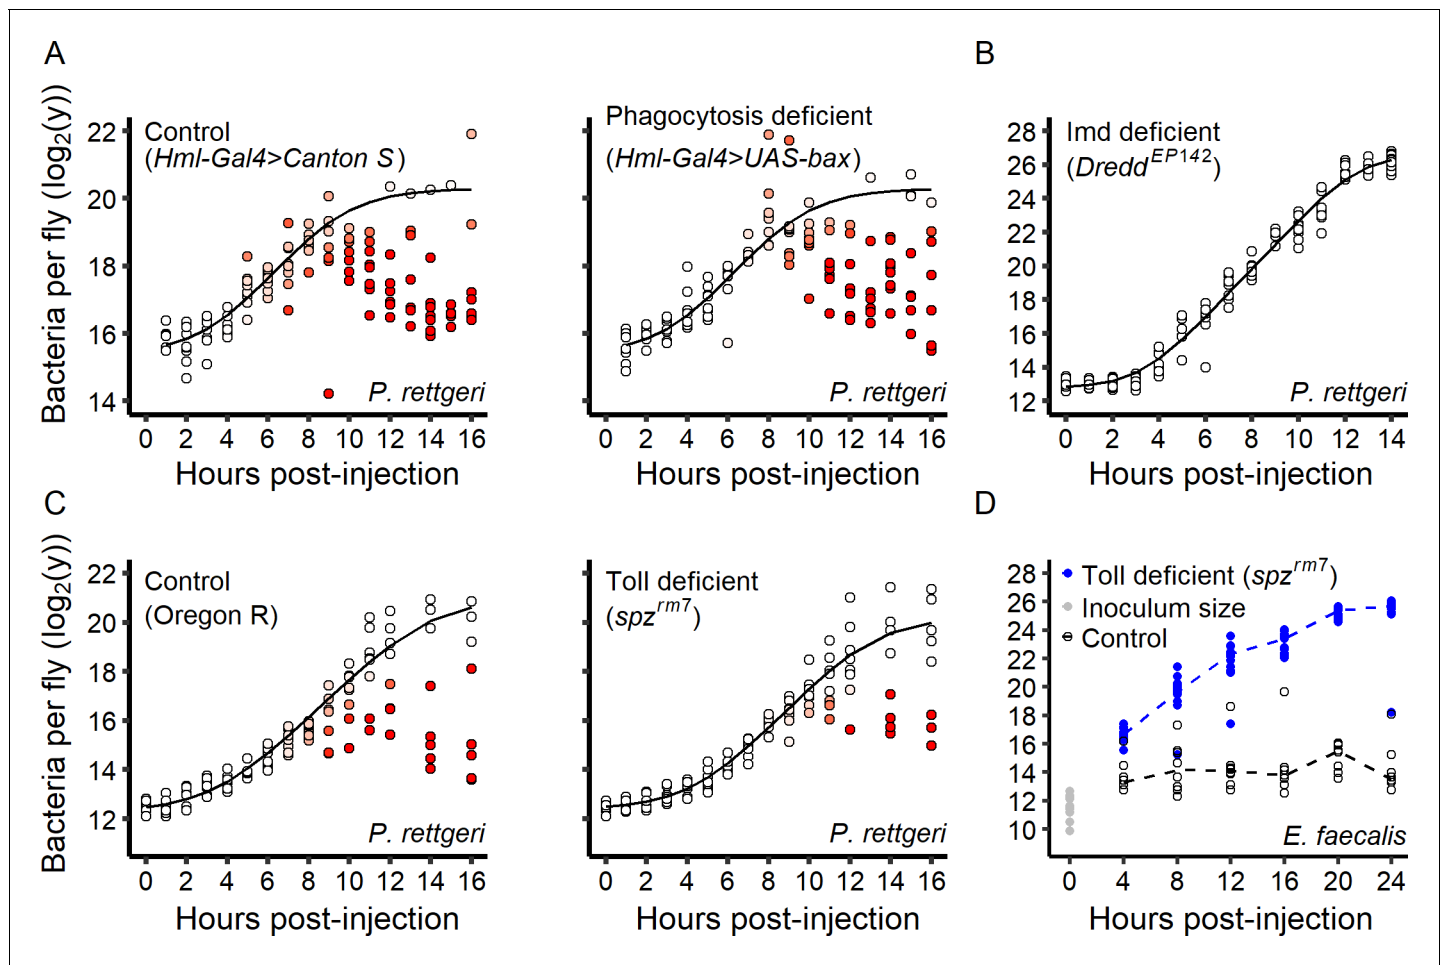 A
B
Bacteria per fly (log2(y))
22
20
18
16
14
Control
(Hml-Gal4>Canton S)
P. rettgeri
0 2 4 6 8 10 12 14 16
Hours post-injection
Phagocytosis deficient
(Hml-Gal4>UAS-bax)
P. rettgeri
0 2 4 6 8 10 12 14 16
Hours post-injection
28
26
24
22
20
18
16
14
12
Imd deficient
(Dredd^EP142)
P. rettgeri
0 2 4 6 8 10 12 14
Hours post-injection
C
D
Bacteria per fly (log2(y))
22
20
18
16
14
12
Control
(Oregon R)
P. rettgeri
0 2 4 6 8 10 12 14 16
Hours post-injection
Toll deficient
(spz^rm7)
P. rettgeri
0 2 4 6 8 10 12 14 16
Hours post-injection
28
26
24
22
20
18
16
14
12
10
Toll deficient (spz^rm7)
Inoculum size
Control
E. faecalis
0 4 8 12 16 20 24
Hours post-injection